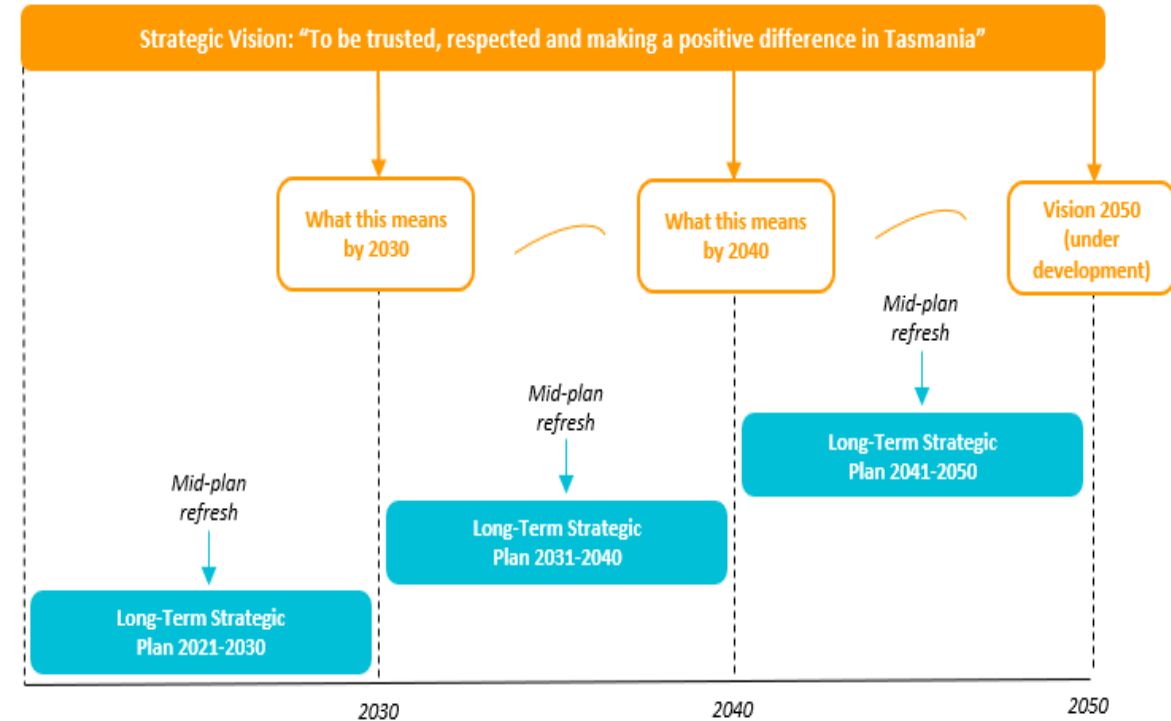 Strategic Vision: “To be trusted, respected and making a positive difference in Tasmania”
What this means
by 2030
What this means
by 2040
Vision 2050
(under
development)
Mid-plan
refresh
Mid-plan
refresh
Mid-plan
refresh
Long-Term Strategic
Plan 2041-2050
Long-Term Strategic
Plan 2031-2040
Long-Term Strategic
Plan 2021-2030
2030
2040
2050